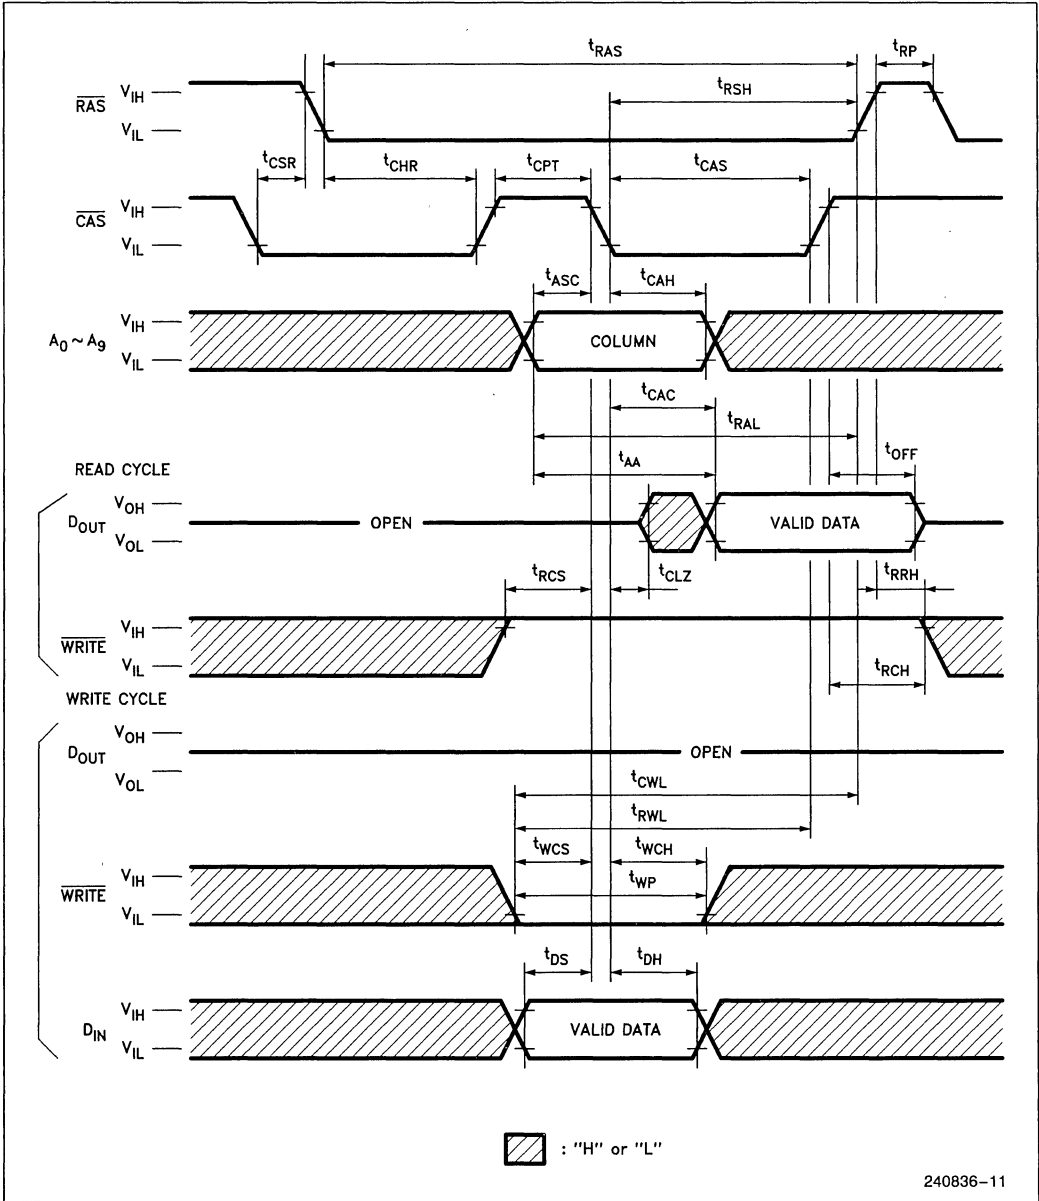 tRAS
tRP
RAS
VIH
VIL
tRSH
tCSR
tCHR
tCPT
tCAS
CAS
VIH
VIL
tASC
tCAH
A0~A9
VIH
VIL
COLUMN
tCAC
tRAL
tAA
tOFF
READ CYCLE
DOUT
VOH
VOL
OPEN
VALID DATA
tRCS
tCLZ
tRRH
WRITE
VIH
VIL
tRCH
WRITE CYCLE
DOUT
VOH
VOL
OPEN
tCWL
tRWL
tWCS
tWCH
tWP
WRITE
VIH
VIL
tDS
tDH
DIN
VIH
VIL
VALID DATA
: "H" or "L"
240836-11